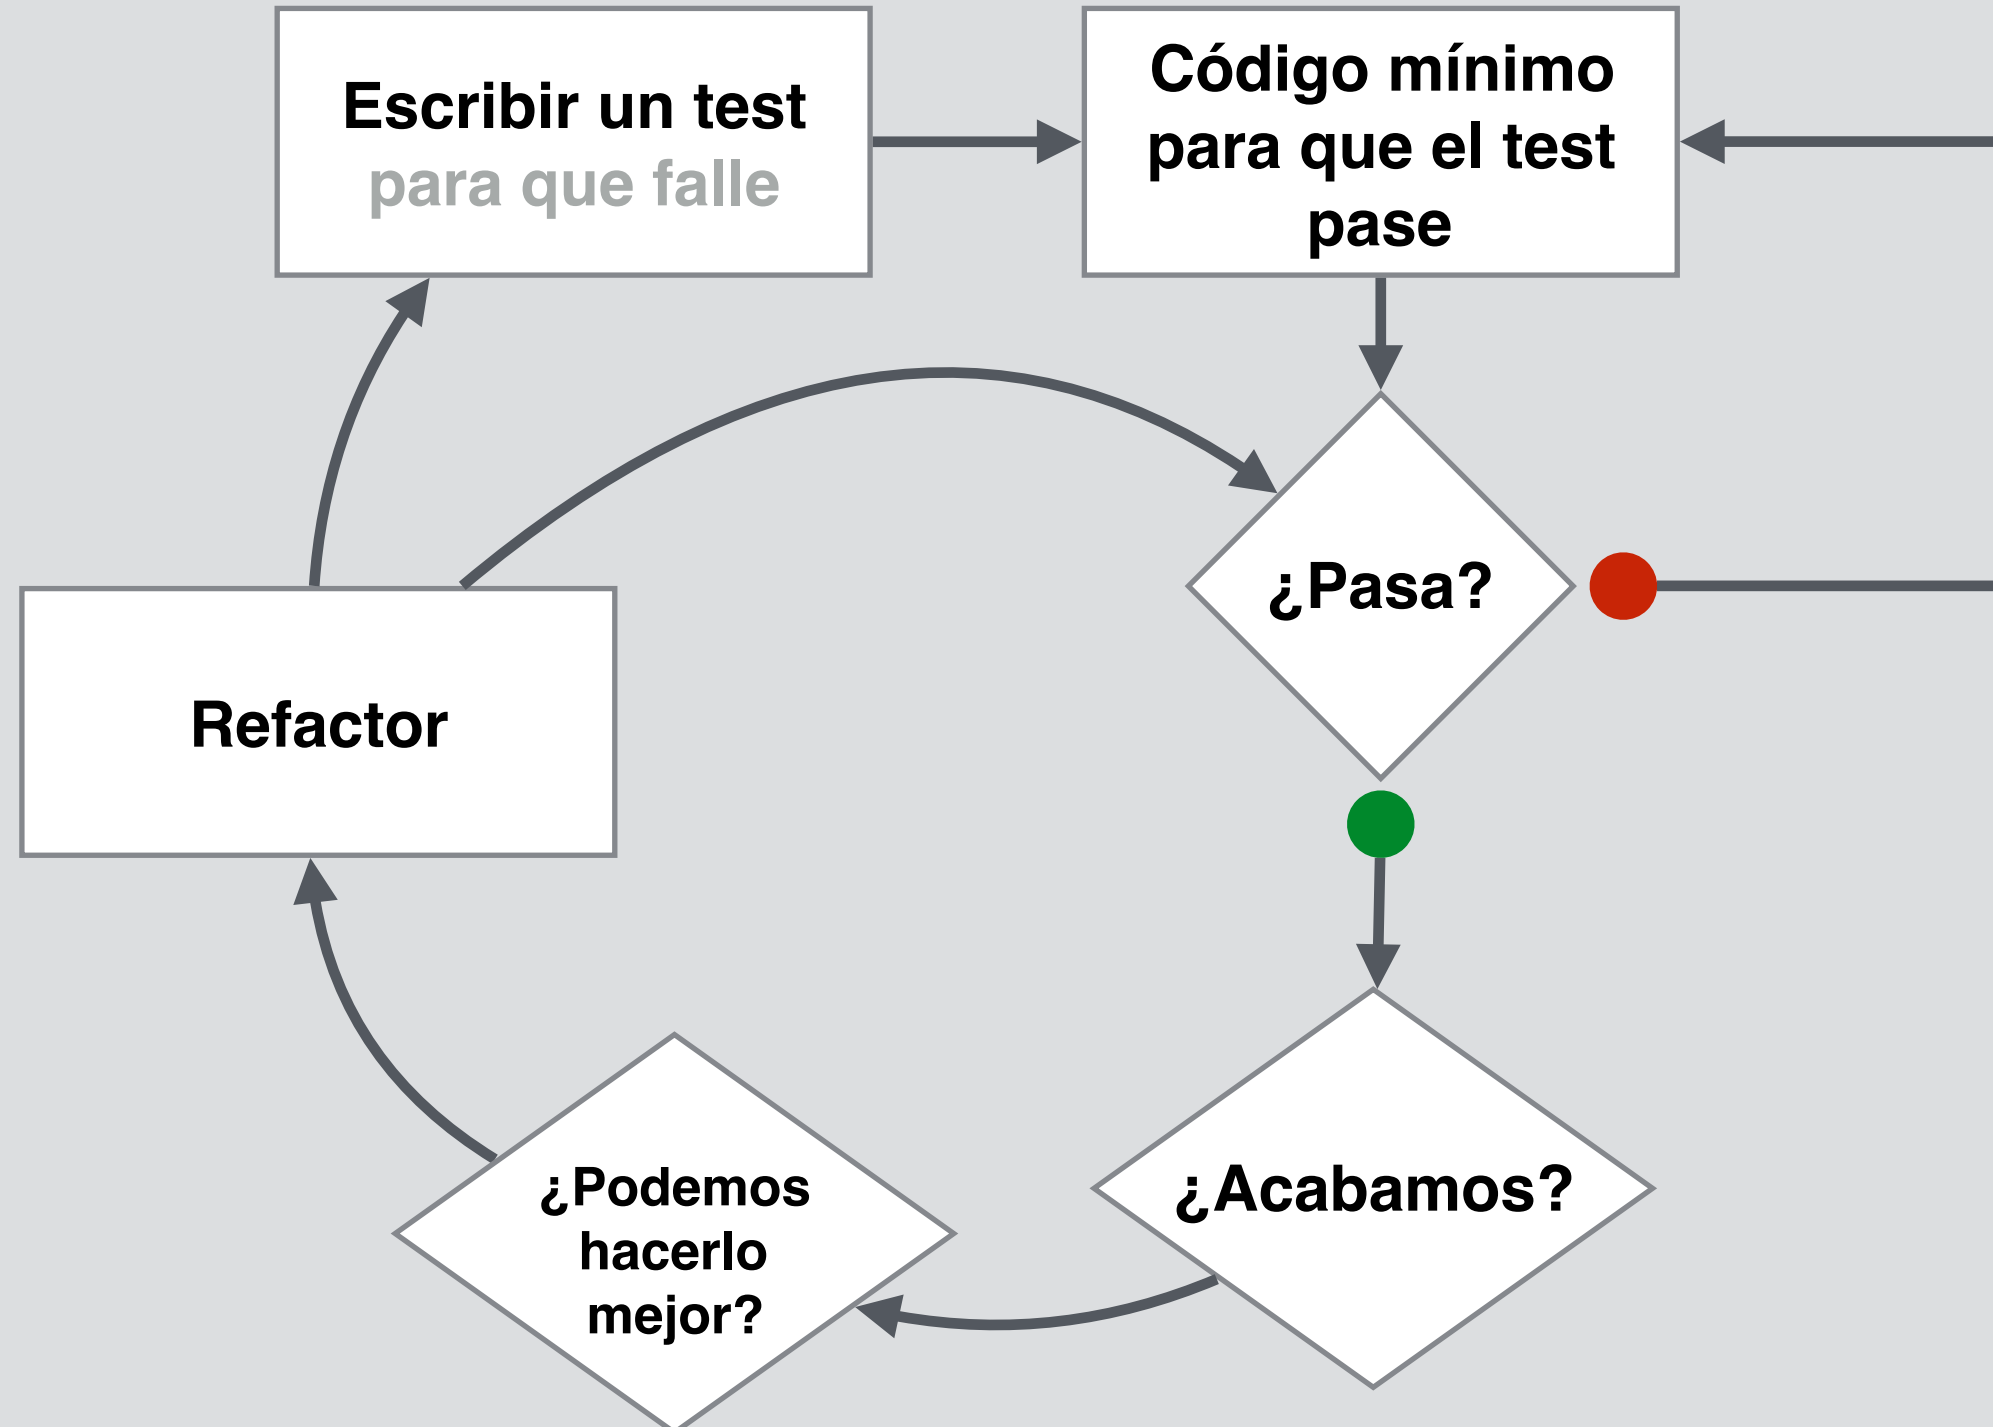 Escribir un test
para que falle
Código mínimo
para que el test
pase
¿Pasa?
Refactor
¿Podemos
hacerlo
mejor?
¿Acabamos?